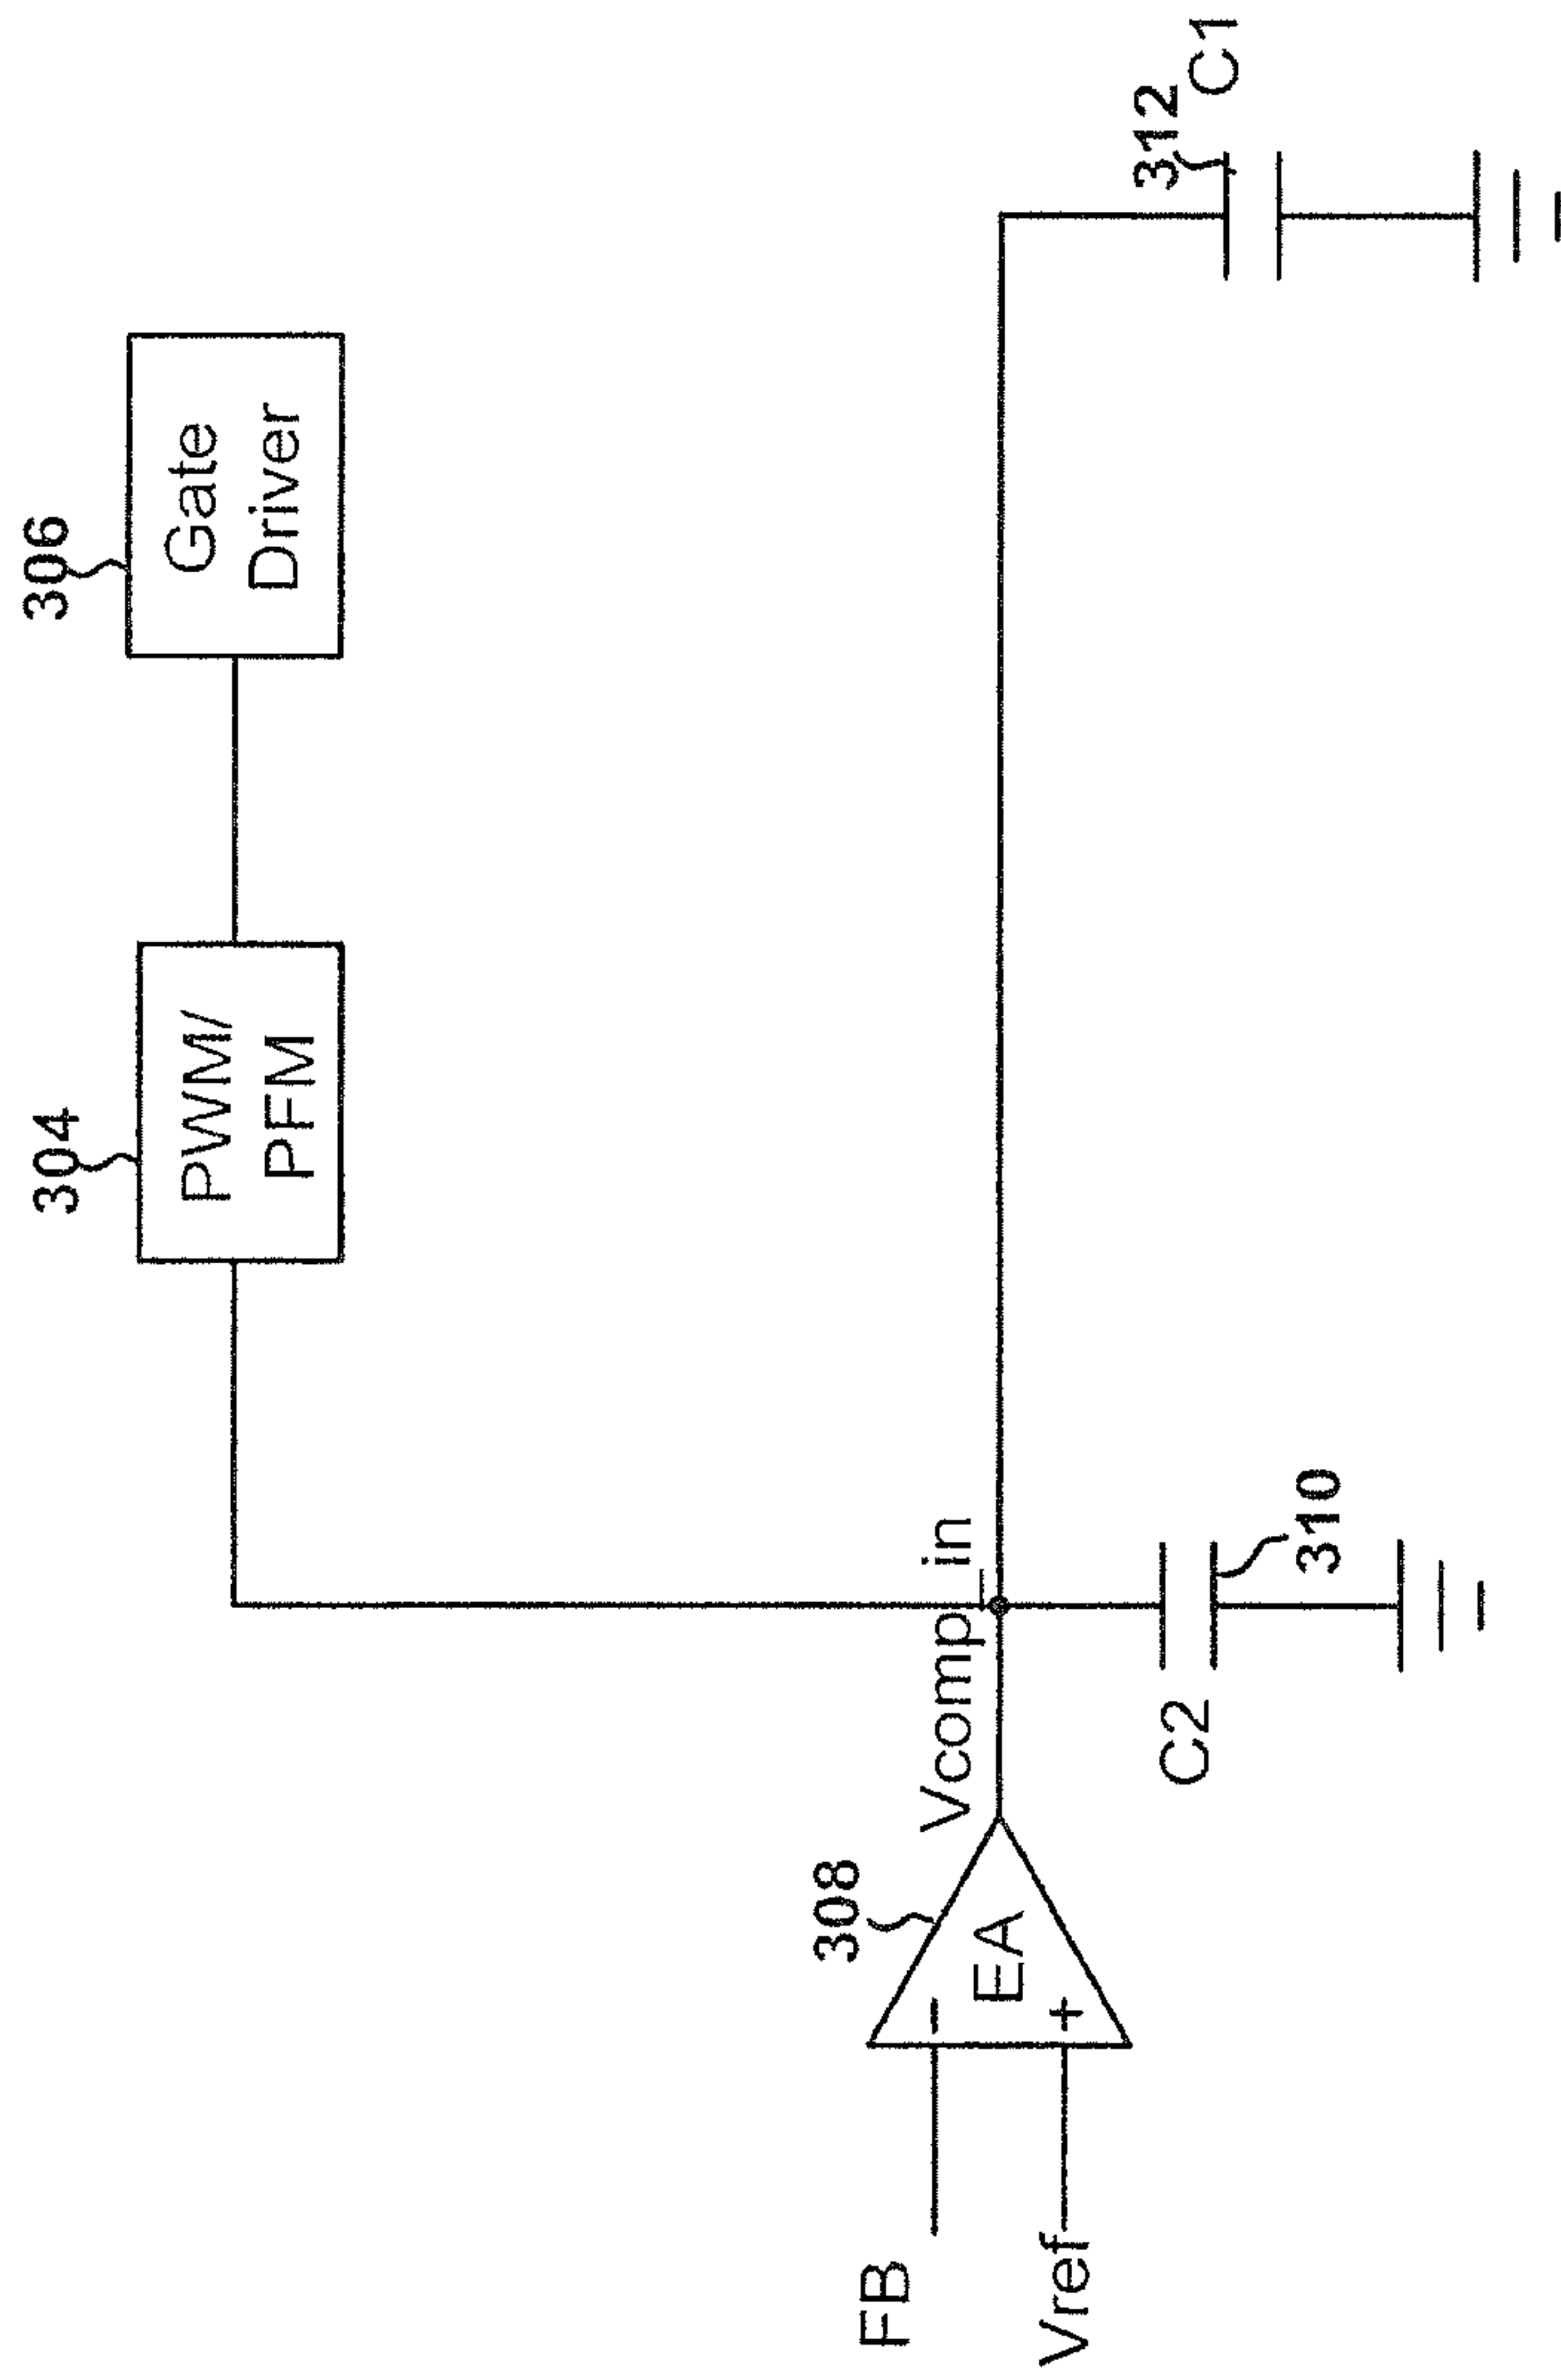 306
Gate
Driver
304
PWM/
PFM
312
C1
Vcomp_in
308
EA
-
+
FB
Vref
C2
310